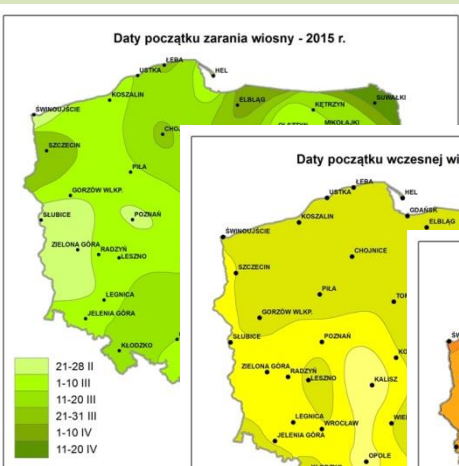 Daty początku zarania wiosny - 2015 r.
ŁEBA
USTKA
HEL
KOSZALIN
ELBLĄG
KĘTRZYN
SUWAŁKI
ŚWINOUJŚCIE
MIKOŁAJKI
SZCZECIN
PIŁA
GORZÓW WLKP.
SŁUBICE
POZNAŃ
ZIELONA GÓRA
RADZYŃ
LESZNO
LEGNICA
JELENIA GÓRA
KŁODZKO
21-28 II
1-10 III
11-20 III
21-31 III
1-10 IV
11-20 IV
Daty początku wczesnej
ŁEBA
USTKA
HEL
KOSZALIN
GDAŃSK
ELBLĄG
ŚWINOUJŚCIE
CHOJNICE
SZCZECIN
PIŁA
GORZÓW WLKP.
SŁUBICE
POZNAŃ
ZIELONA GÓRA
RADZYŃ
LESZNO
KALISZ
LEGNICA
WROCŁAW
JELENIA GÓRA
OPOLE